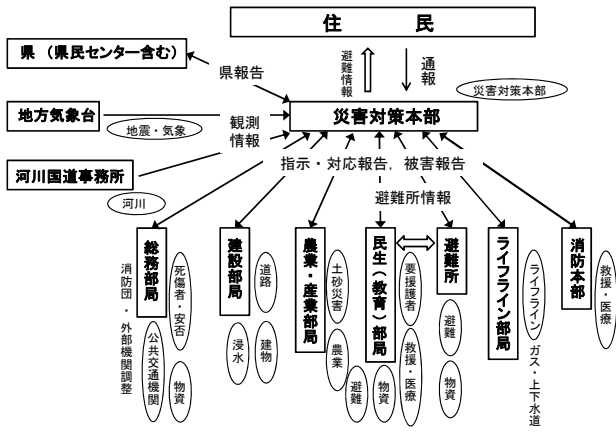 住　民
県（県民センター含む）
避難情報
通報
県報告
災害対策本部
地方気象台
災害対策本部
地震・気象
観測
情報
河川国道事務所
指示・対応報告，被害報告
河川
避難所情報
総務部局
死傷者・安否
消防団・外部機関調整
公共交通機関
物資
建設部局
道路
浸水
建物
農業・産業部局
土砂災害
農業
民生（教育）部局
要援護者
避難
物資
救援・医療
避難所
避難
物資
ライフライン部局
ライフライン
ガス・上下水道
消防本部
救援・医療